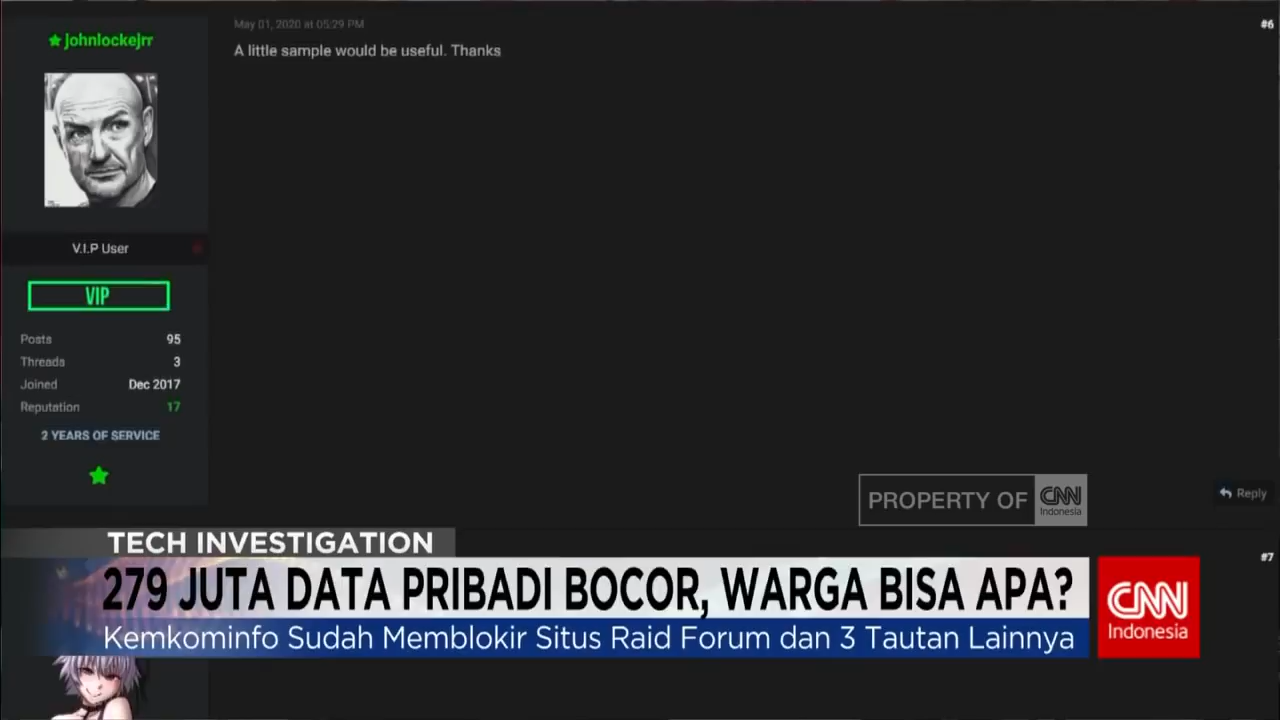 May 01, 2020 at 05:29 PM
#6
johnlockejrr
A little sample would be useful. Thanks
V.I.P User
VIP
Posts 95
Threads 3
Joined Dec 2017
Reputation 17
2 YEARS OF SERVICE
PROPERTY OF CNN Indonesia
Reply
TECH INVESTIGATION
#7
279 JUTA DATA PRIBADI BOCOR, WARGA BISA APA?
Kemkominfo Sudah Memblokir Situs Raid Forum dan 3 Tautan Lainnya
CNN
Indonesia